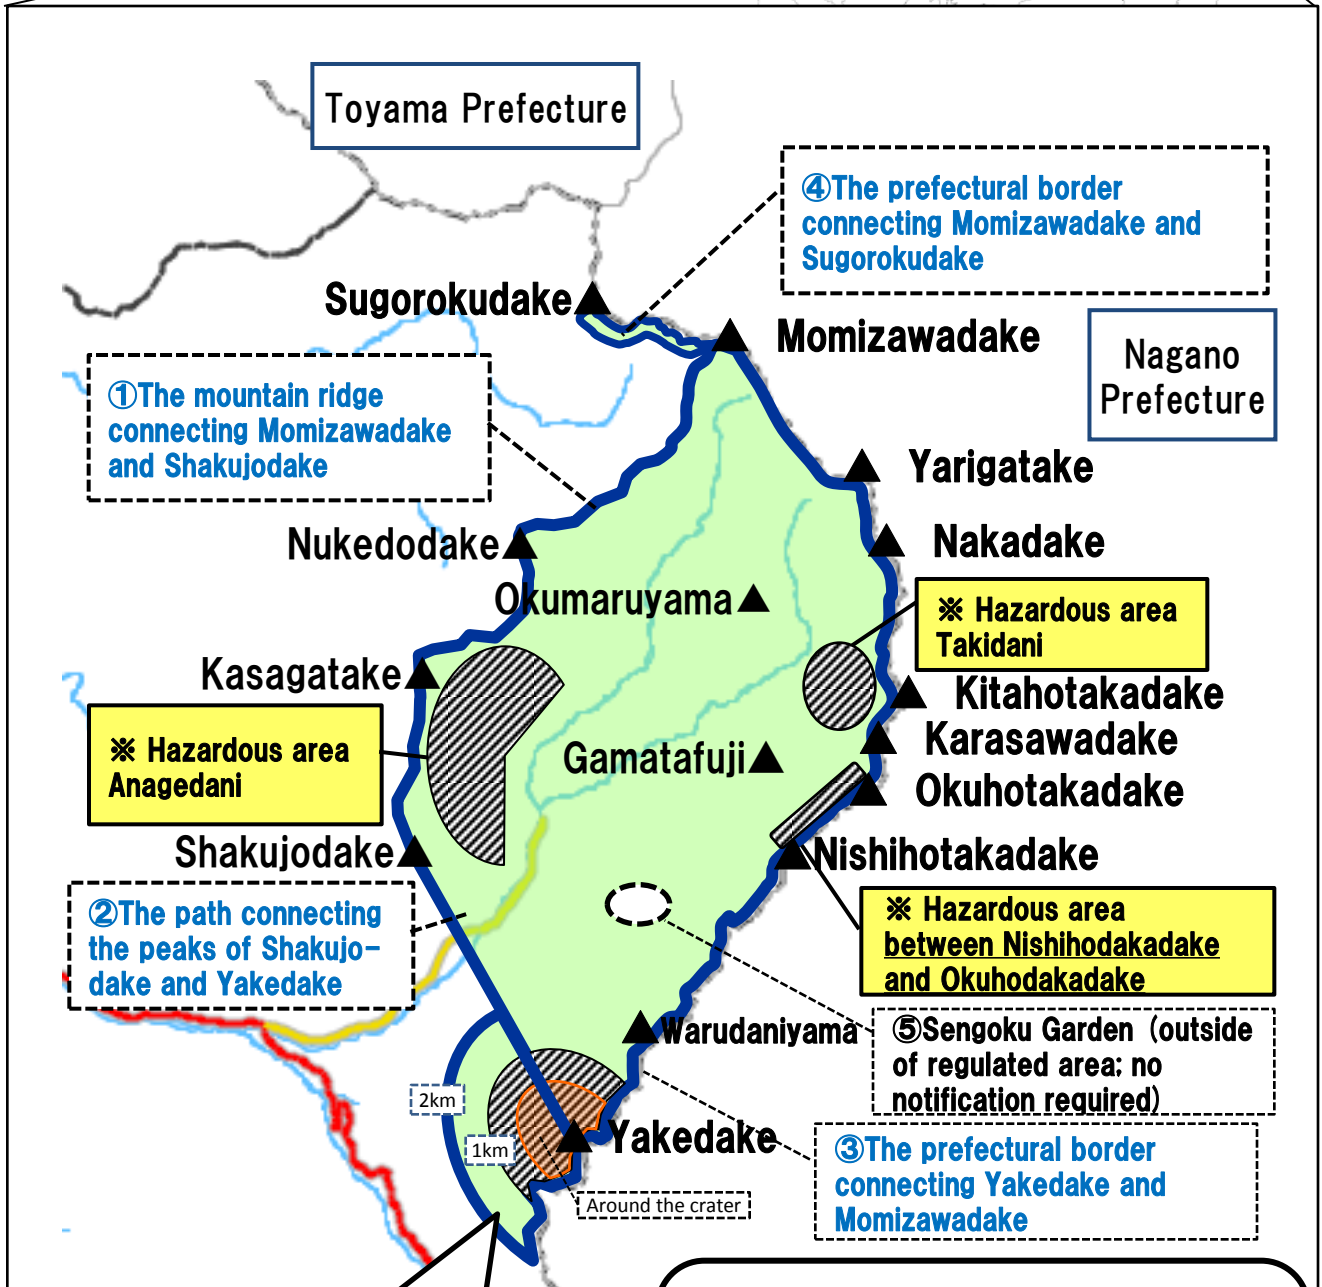 Toyama Prefecture
④The prefectural border
connecting Momizawadake and
Sugorokudake
Sugorokudake
Momizawadake
Nagano
Prefecture
①The mountain ridge
connecting Momizawadake
and Shakujodake
Yarigatake
Nukedodake
Nakadake
Okumaruyama
※ Hazardous area
Takidani
Kasagatake
Kitahotakadake
※ Hazardous area
Anagedani
Karasawadake
Gamatafuji
Okuhotakadake
Shakujodake
Nishihotakadake
②The path connecting
the peaks of Shakujo-
dake and Yakedake
※ Hazardous area
between Nishihodakadake
and Okuhodakadake
Warudaniyama
⑤Sengoku Garden (outside
of regulated area; no
notification required)
2km
1km
Yakedake
③The prefectural border
connecting Yakedake and
Momizawadake
Around the crater